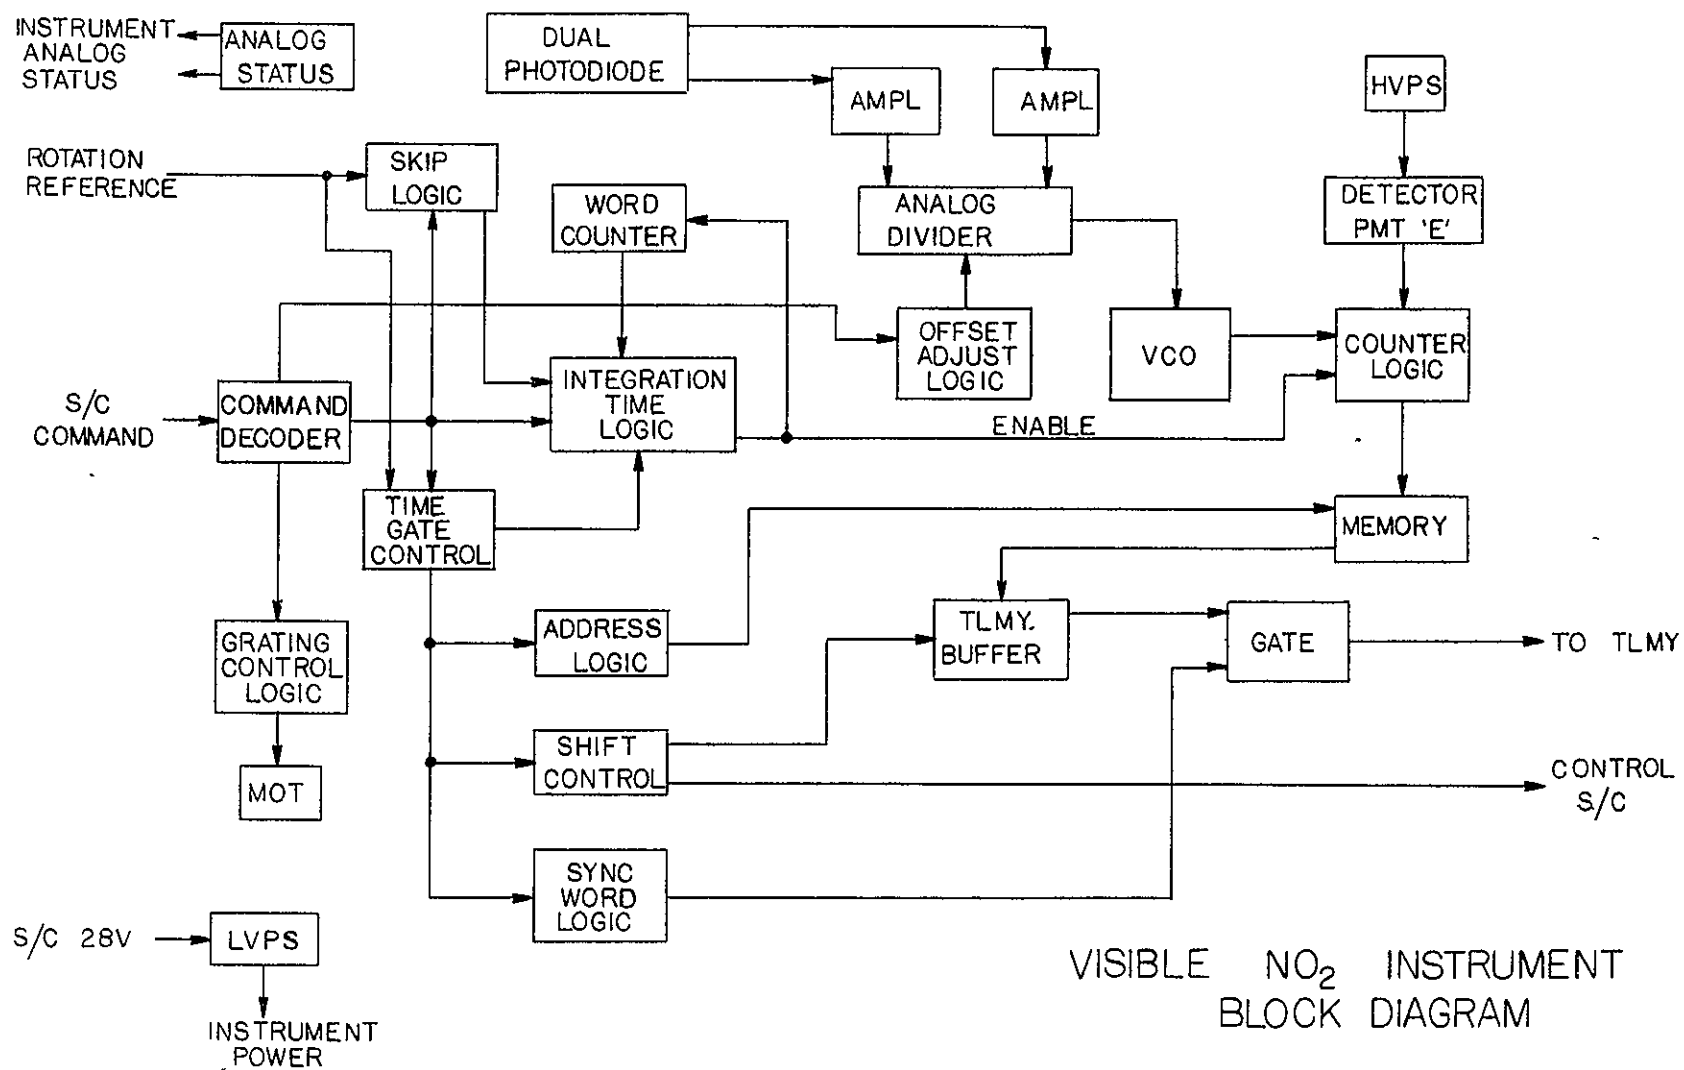 INSTRUMENT
ANALOG
STATUS
ANALOG
STATUS
DUAL
PHOTODIODE
AMPL
AMPL
HVPS
ROTATION
REFERENCE
SKIP
LOGIC
WORD
COUNTER
ANALOG
DIVIDER
DETECTOR
PMT 'E'
OFFSET
ADJUST
LOGIC
VCO
COUNTER
LOGIC
S/C
COMMAND
COMMAND
DECODER
INTEGRATION
TIME
LOGIC
ENABLE
TIME
GATE
CONTROL
MEMORY
GRATING
CONTROL
LOGIC
ADDRESS
LOGIC
TLMY.
BUFFER
GATE
TO TLMY
MOT
SHIFT
CONTROL
CONTROL
S/C
SYNC
WORD
LOGIC
S/C 28V
LVPS
INSTRUMENT
POWER
VISIBLE NO₂ INSTRUMENT
BLOCK DIAGRAM